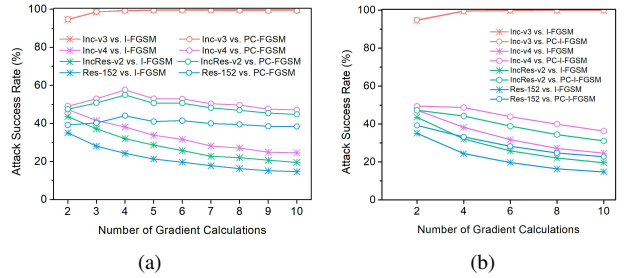 Attack Success Rate (%)
100
80
60
40
20
0
Inc-v3 vs. I-FGSM
Inc-v3 vs. PC-FGSM
Inc-v4 vs. I-FGSM
Inc-v4 vs. PC-FGSM
IncRes-v2 vs. I-FGSM
IncRes-v2 vs. PC-FGSM
Res-152 vs. I-FGSM
Res-152 vs. PC-FGSM
2 3 4 5 6 7 8 9 10
Number of Gradient Calculations
(a)
Attack Success Rate (%)
100
80
60
40
20
0
Inc-v3 vs. I-FGSM
Inc-v3 vs. PC-I-FGSM
Inc-v4 vs. I-FGSM
Inc-v4 vs. PC-I-FGSM
IncRes-v2 vs. I-FGSM
IncRes-v2 vs. PC-I-FGSM
Res-152 vs. I-FGSM
Res-152 vs. PC-I-FGSM
2 4 6 8 10
Number of Gradient Calculations
(b)